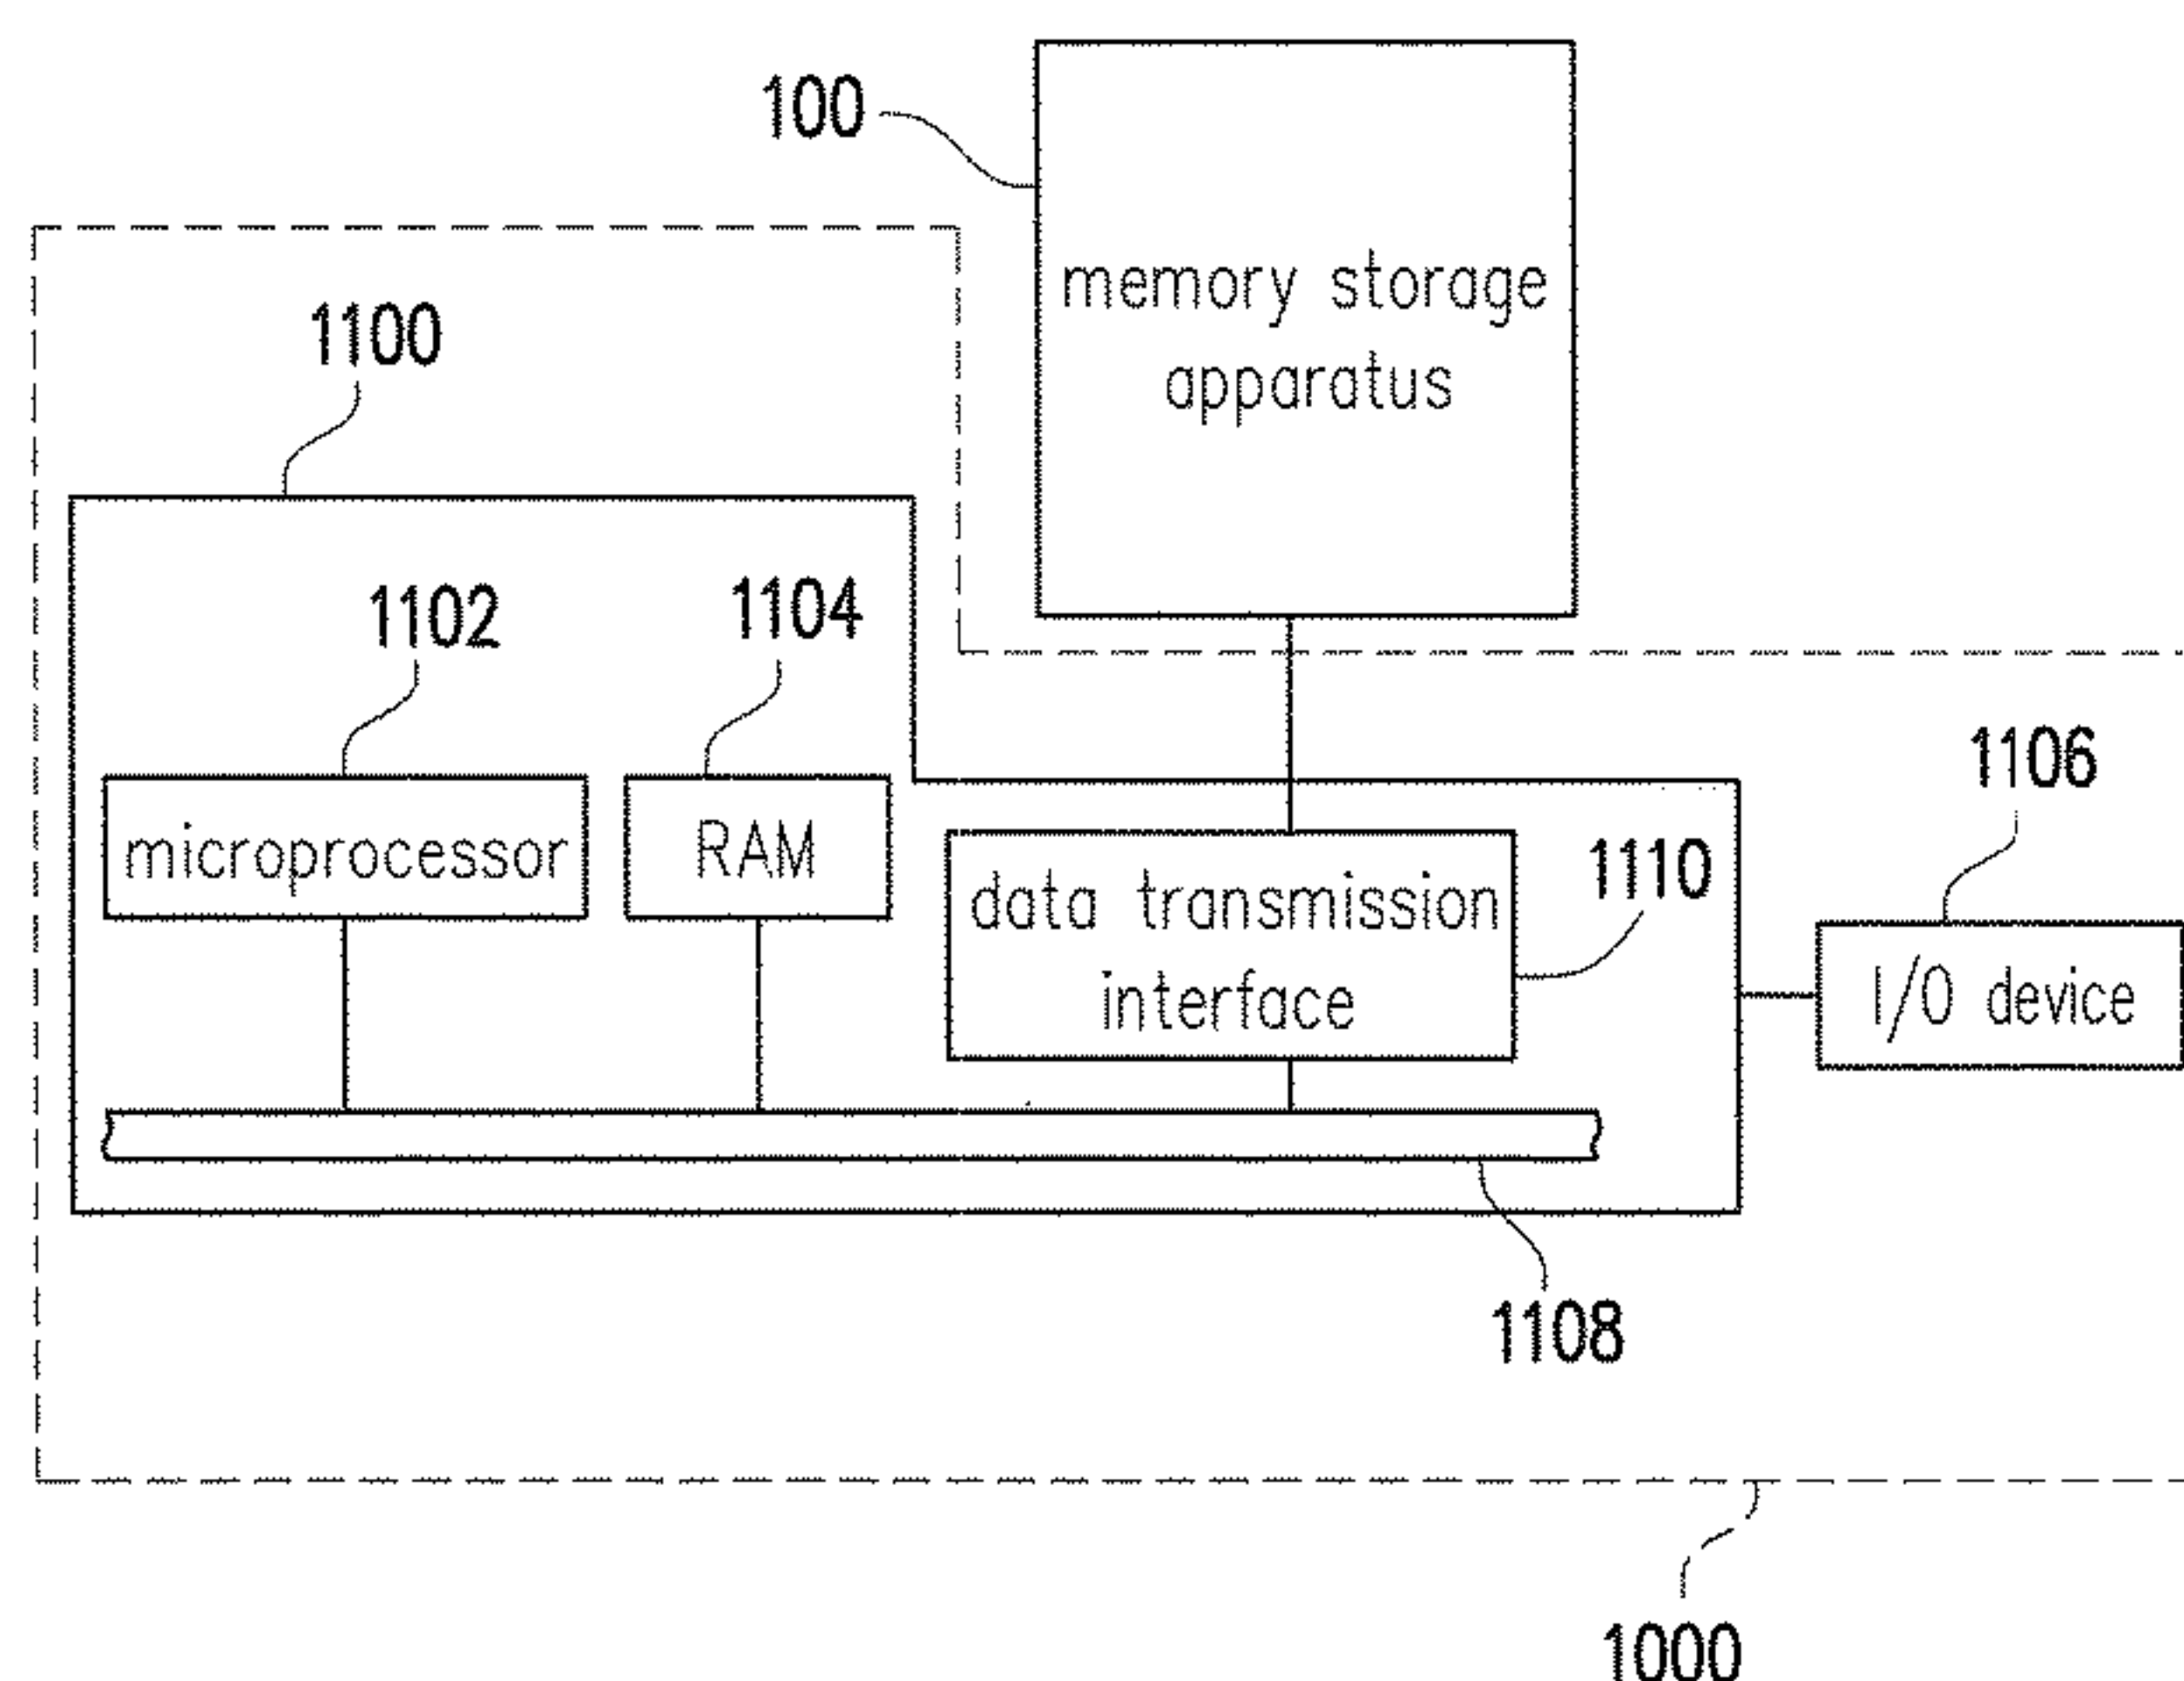 100
memory storage
apparatus
1100
1102
1104
1106
microprocessor
RAM
1110
data transmission
interface
I/O device
1108
1000